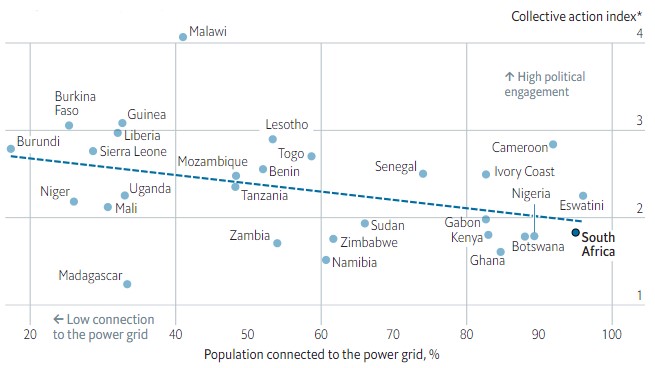 Collective action index*
4
Malawi
↑ High political
engagement
Burkina
Faso
Guinea
3
Lesotho
Liberia
Burundi
Sierra Leone
Cameroon
Togo
Mozambique
Benin
Senegal
Ivory Coast
Niger
Uganda
Tanzania
Nigeria
Eswatini
Mali
2
Sudan
Gabon
Zambia
Zimbabwe
Kenya
Botswana
South
Africa
Namibia
Ghana
Madagascar
1
← Low connection
to the power grid
20 40 50 60 70 80 90 100
Population connected to the power grid, %